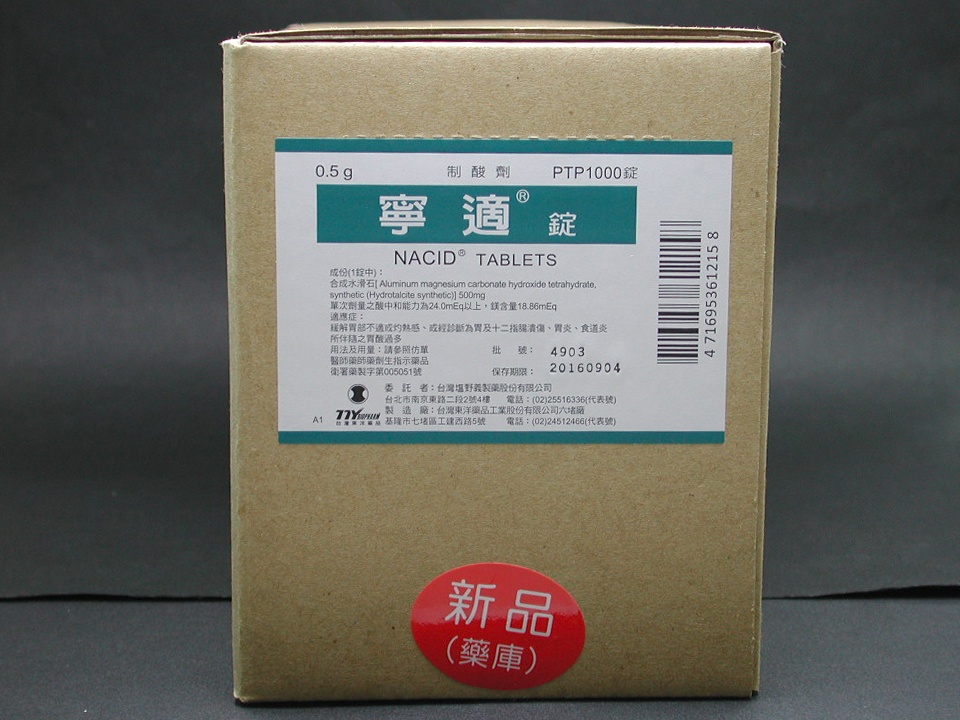 0.5 g 制酸劑 PTP1000錠
寧適® 錠
NACID® TABLETS
成份(1錠中)：
合成水滑石[ Aluminum magnesium carbonate hydroxide tetrahydrate,
synthetic (Hydrotalcite synthetic)] 500mg
單次劑量之酸中和能力為24.0mEq以上，鎂含量18.86mEq
適應症：
緩解胃部不適或灼熱感、或經診斷為胃及十二指腸潰瘍、胃炎、食道炎
所伴隨之胃酸過多
用法及用量：請參照仿單
醫師藥師藥劑生指示藥品
衛署藥製字第005051號
批號： 4903
保存期限： 20160904
委託者：台灣塩野義製藥股份有限公司
台北市南京東路二段2號4樓 電話：(02)25516336(代表號)
製造廠：台灣東洋藥品工業股份有限公司六堵廠
基隆市七堵區工建西路5號 電話：(02)24512466(代表號)
A1
TTY BIOPHARM
台灣東洋藥品
4 716953 612158
新品
(藥庫)